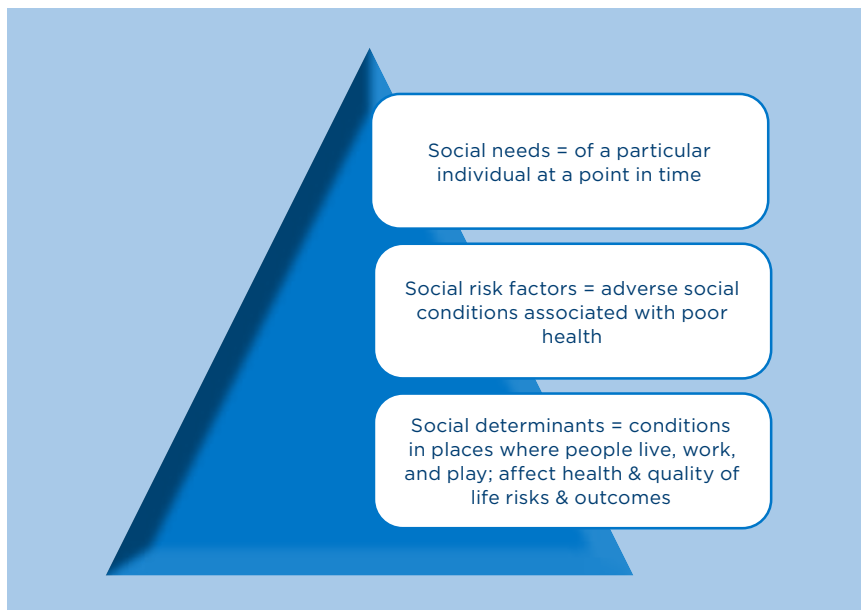 Social needs = of a particular
individual at a point in time
Social risk factors = adverse social
conditions associated with poor
health
Social determinants = conditions
in places where people live, work,
and play; affect health & quality of
life risks & outcomes